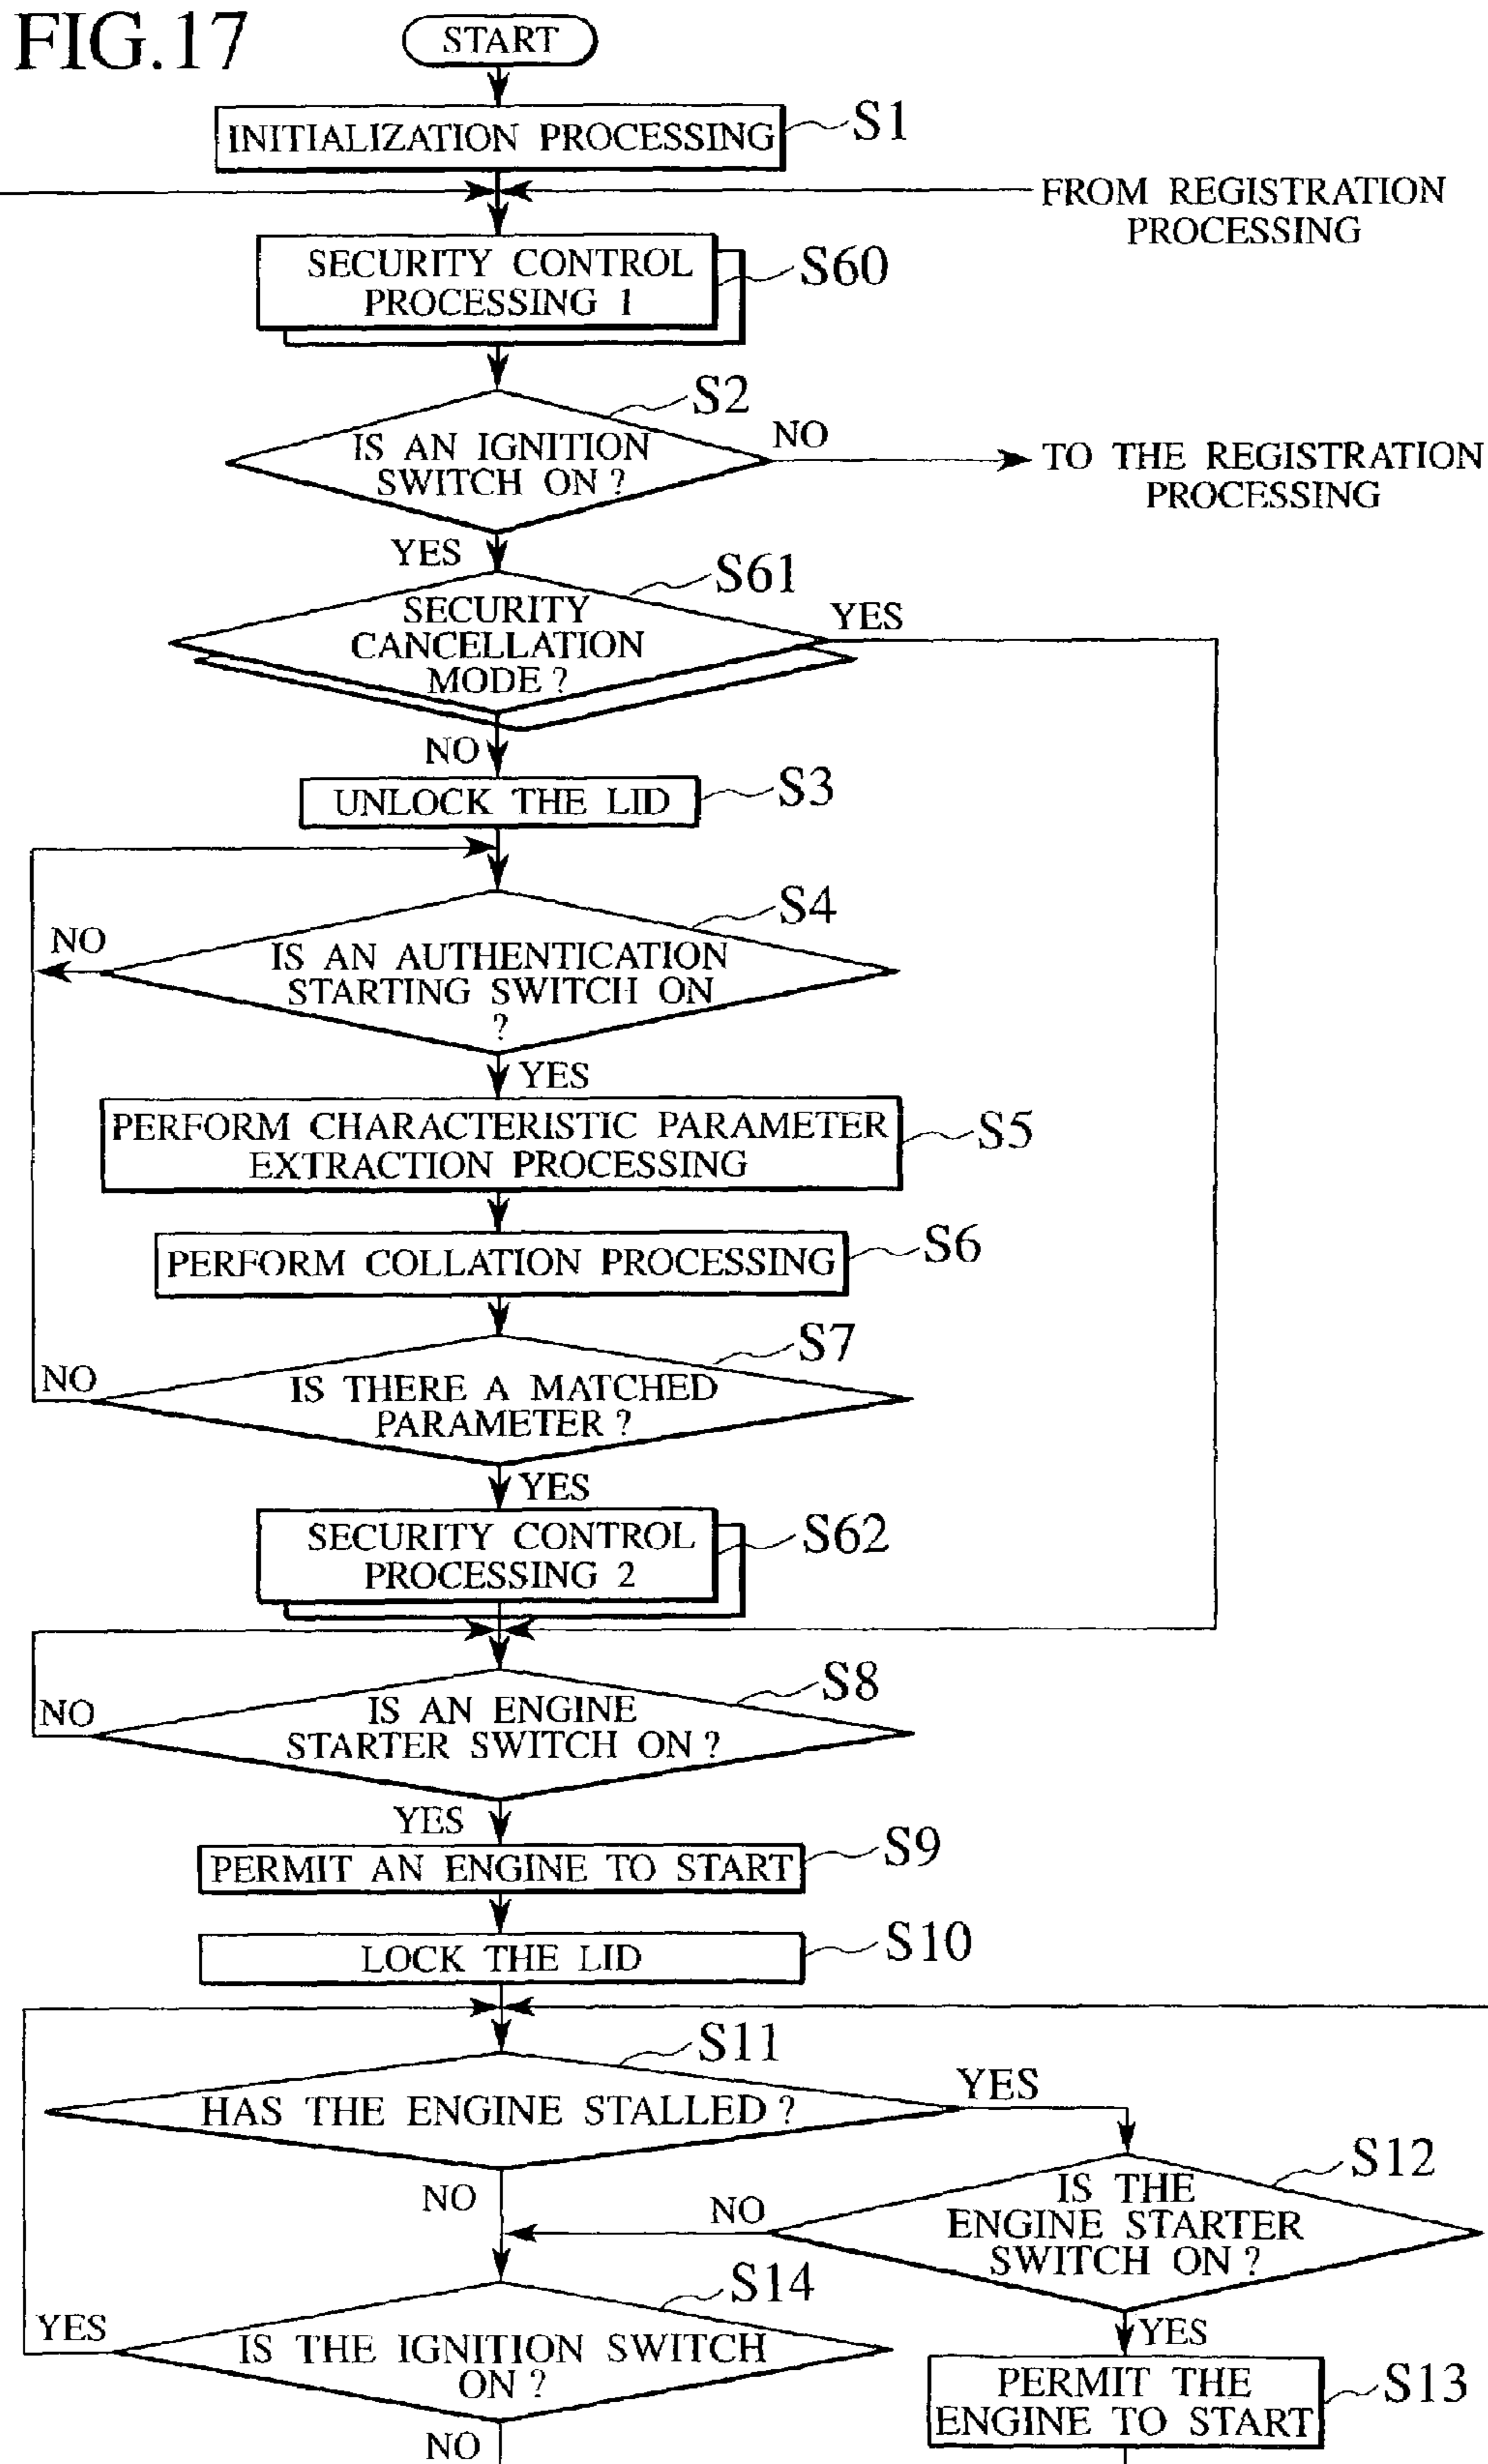 FIG.17
START
INITIALIZATION PROCESSING
S1
FROM REGISTRATION
PROCESSING
SECURITY CONTROL
PROCESSING 1
S60
S2
IS AN IGNITION
SWITCH ON ?
NO
TO THE REGISTRATION
PROCESSING
YES
S61
SECURITY
CANCELLATION
MODE ?
YES
NO
UNLOCK THE LID
S3
S4
NO
IS AN AUTHENTICATION
STARTING SWITCH ON
?
YES
PERFORM CHARACTERISTIC PARAMETER
EXTRACTION PROCESSING
S5
PERFORM COLLATION PROCESSING
S6
S7
NO
IS THERE A MATCHED
PARAMETER ?
YES
SECURITY CONTROL
PROCESSING 2
S62
S8
NO
IS AN ENGINE
STARTER SWITCH ON ?
YES
PERMIT AN ENGINE TO START
S9
LOCK THE LID
S10
S11
HAS THE ENGINE STALLED ?
YES
NO
S12
IS THE
ENGINE STARTER
SWITCH ON ?
NO
S14
YES
IS THE IGNITION SWITCH
ON ?
YES
PERMIT THE
ENGINE TO START
S13
NO